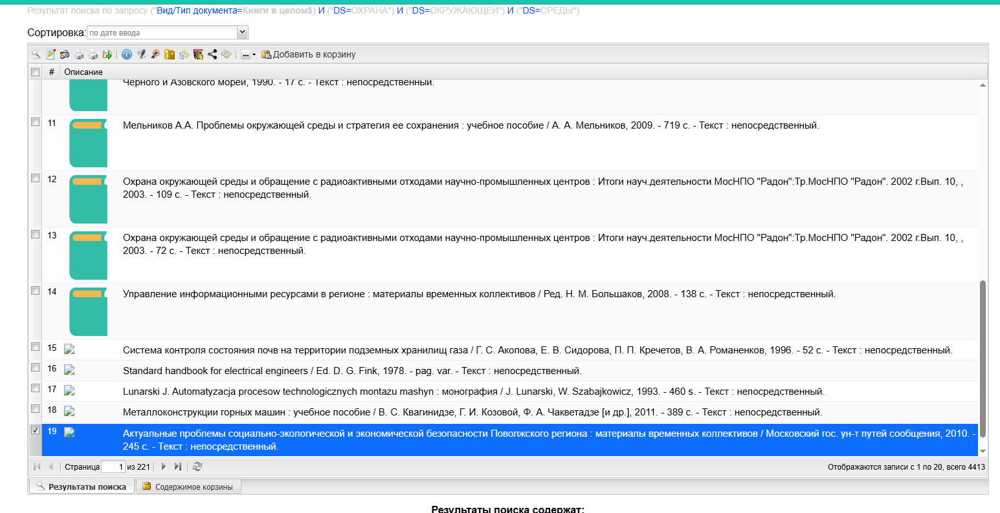 Результат поиска по запросу ("Вид/Тип документа=Книги в целом$) И ("DS=ОХРАНА") И ("DS=ОКРУЖАЮЩЕЙ") И ("DS=СРЕДЫ")
Сортировка: по дате ввода
... Добавить в корзину
# Описание
Черного и Азовского морей, 1990. - 17 с. - Текст : непосредственный.
11 Мельников А.А. Проблемы окружающей среды и стратегия ее сохранения : учебное пособие / А. А. Мельников, 2009. - 719 с. - Текст : непосредственный.
12 Охрана окружающей среды и обращение с радиоактивными отходами научно-промышленных центров : Итоги науч.деятельности МосНПО "Радон":Тр.МосНПО "Радон". 2002 г.Вып. 10, ,
2003. - 109 с. - Текст : непосредственный.
13 Охрана окружающей среды и обращение с радиоактивными отходами научно-промышленных центров : Итоги науч.деятельности МосНПО "Радон":Тр.МосНПО "Радон". 2002 г.Вып. 10, ,
2003. - 72 с. - Текст : непосредственный.
14 Управление информационными ресурсами в регионе : материалы временных коллективов / Ред. Н. М. Большаков, 2008. - 138 с. - Текст : непосредственный.
15 Система контроля состояния почв на территории подземных хранилищ газа / Г. С. Акопова, Е. В. Сидорова, П. П. Кречетов, В. А. Романенков, 1996. - 52 с. - Текст : непосредственный.
16 Standard handbook for electrical engineers / Ed. D. G. Fink, 1978. - pag. var. - Текст : непосредственный.
17 Lunarski J. Automatyzacja procesow technologicznych montazu mashyn : монография / J. Lunarski, W. Szabajkowicz, 1993. - 460 s. - Текст : непосредственный.
18 Металлоконструкции горных машин : учебное пособие / В. С. Квагинидзе, Г. И. Козовой, Ф. А. Чакветадзе [и др.], 2011. - 389 с. - Текст : непосредственный.
19 Актуальные проблемы социально-экологической и экономической безопасности Поволжского региона : материалы временных коллективов / Московский гос. ун-т путей сообщения, 2010. -
245 с. - Текст : непосредственный.
Страница 1 из 221 Отображаются записи с 1 по 20, всего 4413
Результаты поиска Содержимое корзины
Результаты поиска содержат: